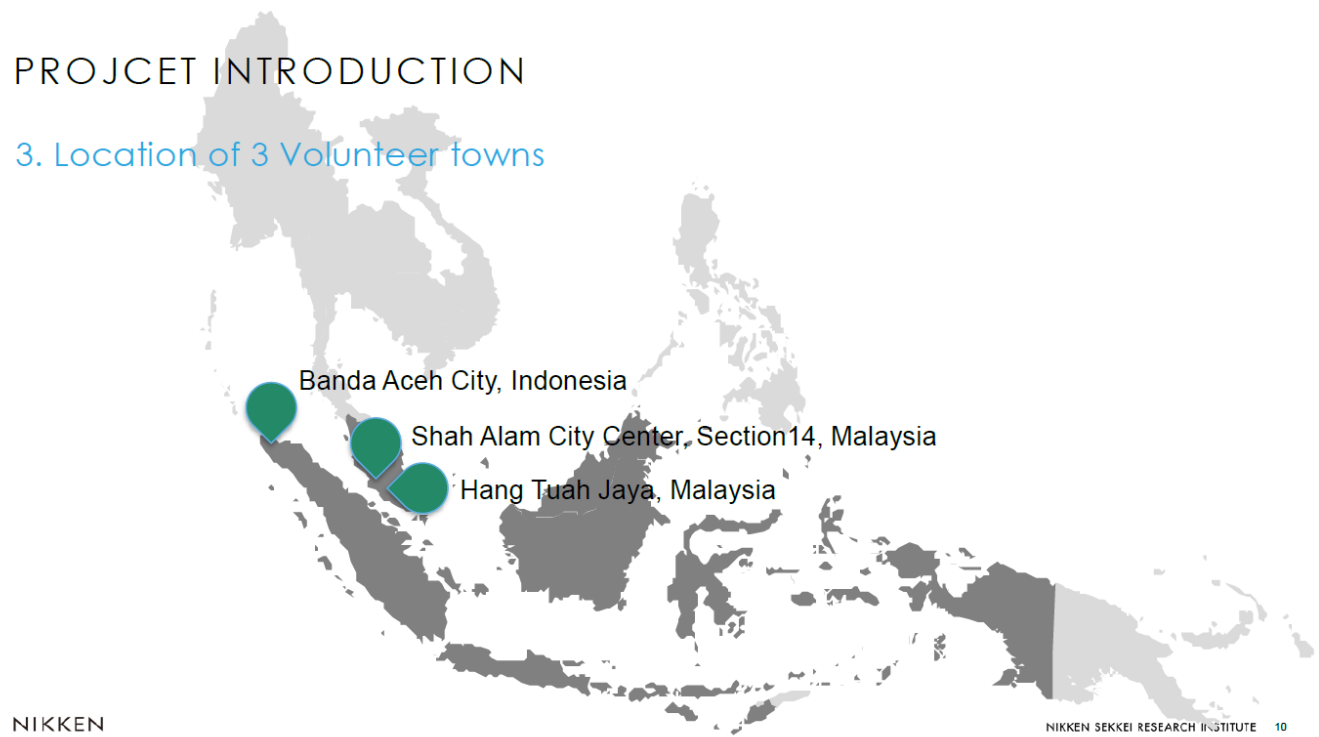 PROJCET INTRODUCTION
3. Location of 3 Volunteer towns
Banda Aceh City, Indonesia
Shah Alam City Center, Section14, Malaysia
Hang Tuah Jaya, Malaysia
NIKKEN
NIKKEN SEKKEI RESEARCH INSTITUTE 10